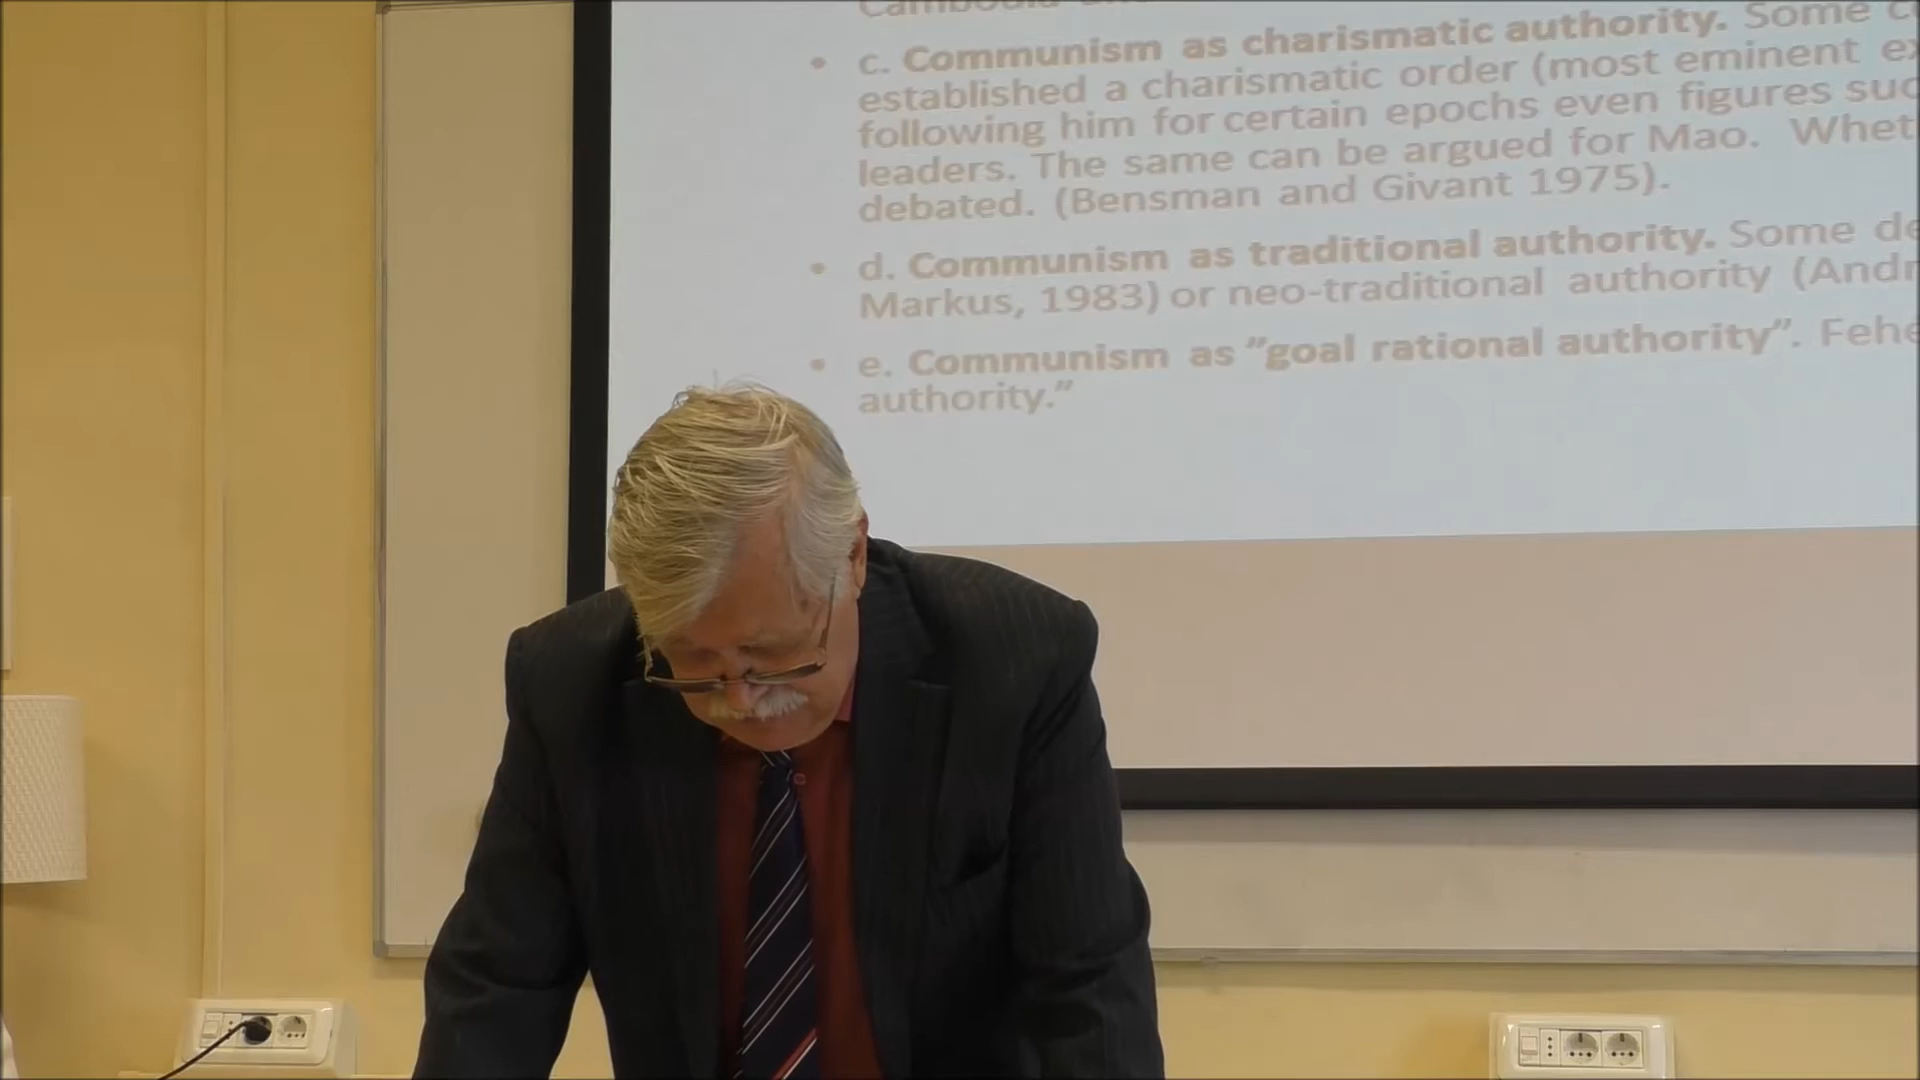 • c. Communism as charismatic authority. Some
established a charismatic order (most eminent
following him for certain epochs even figures
leaders. The same can be argued for Mao.
debated. (Bensman and Givant 1975).
• d. Communism as traditional authority. Some
Markus, 1983) or neo-traditional authority
• e. Communism as ”goal rational authority”.
authority.”